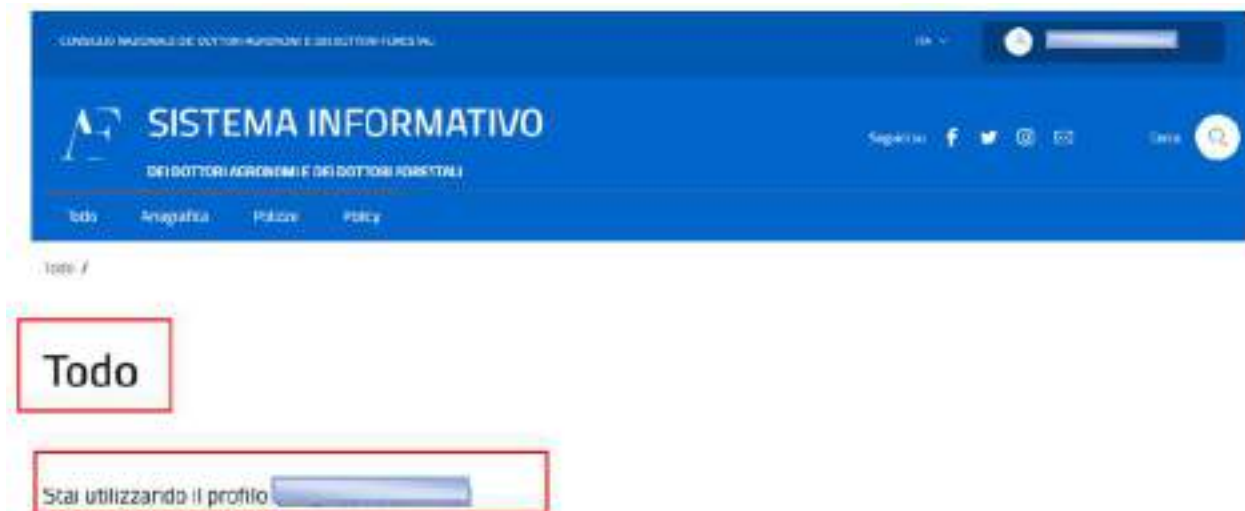 CONSIGLIO NAZIONALE DEI DOTTORI AGRONOMI E DEI DOTTORI FORESTALI
ITA
SISTEMA INFORMATIVO
DEI DOTTORI AGRONOMI E DEI DOTTORI FORESTALI
Seguici su
Cerca
Todo Anagrafica Polizze Policy
Todo /
Todo
Stai utilizzando il profilo